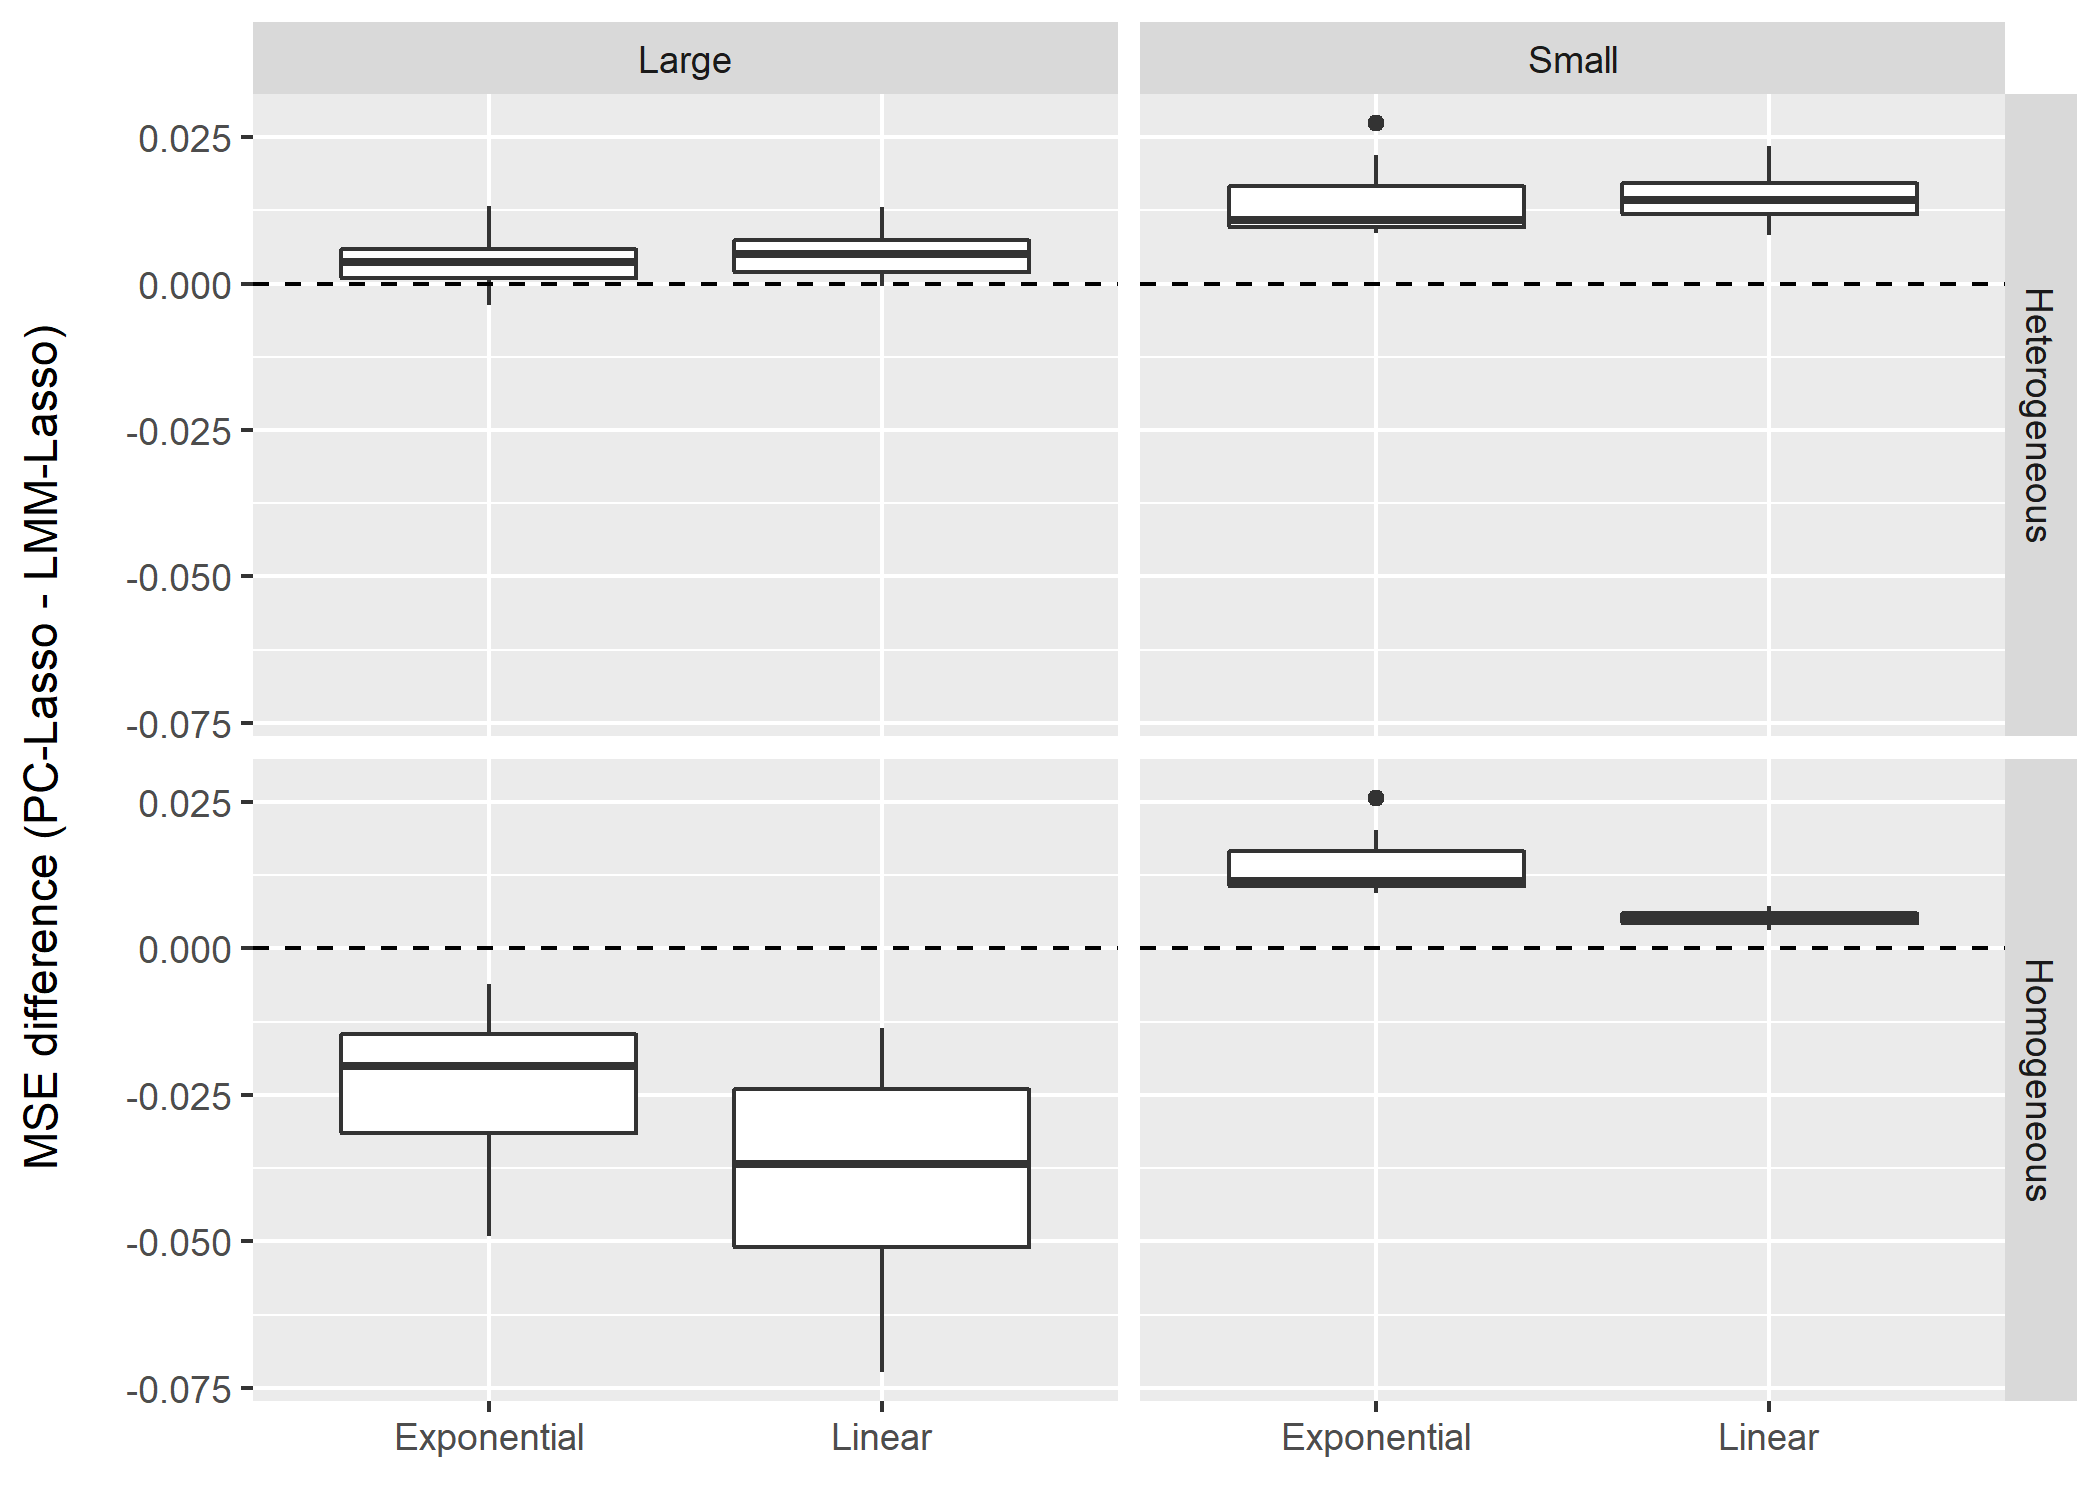 Large
Small
MSE difference (PC-Lasso - LMM-Lasso)
0.025
0.000
-0.025
-0.050
-0.075
Heterogeneous
0.025
0.000
-0.025
-0.050
-0.075
Homogeneous
Exponential
Linear
Exponential
Linear